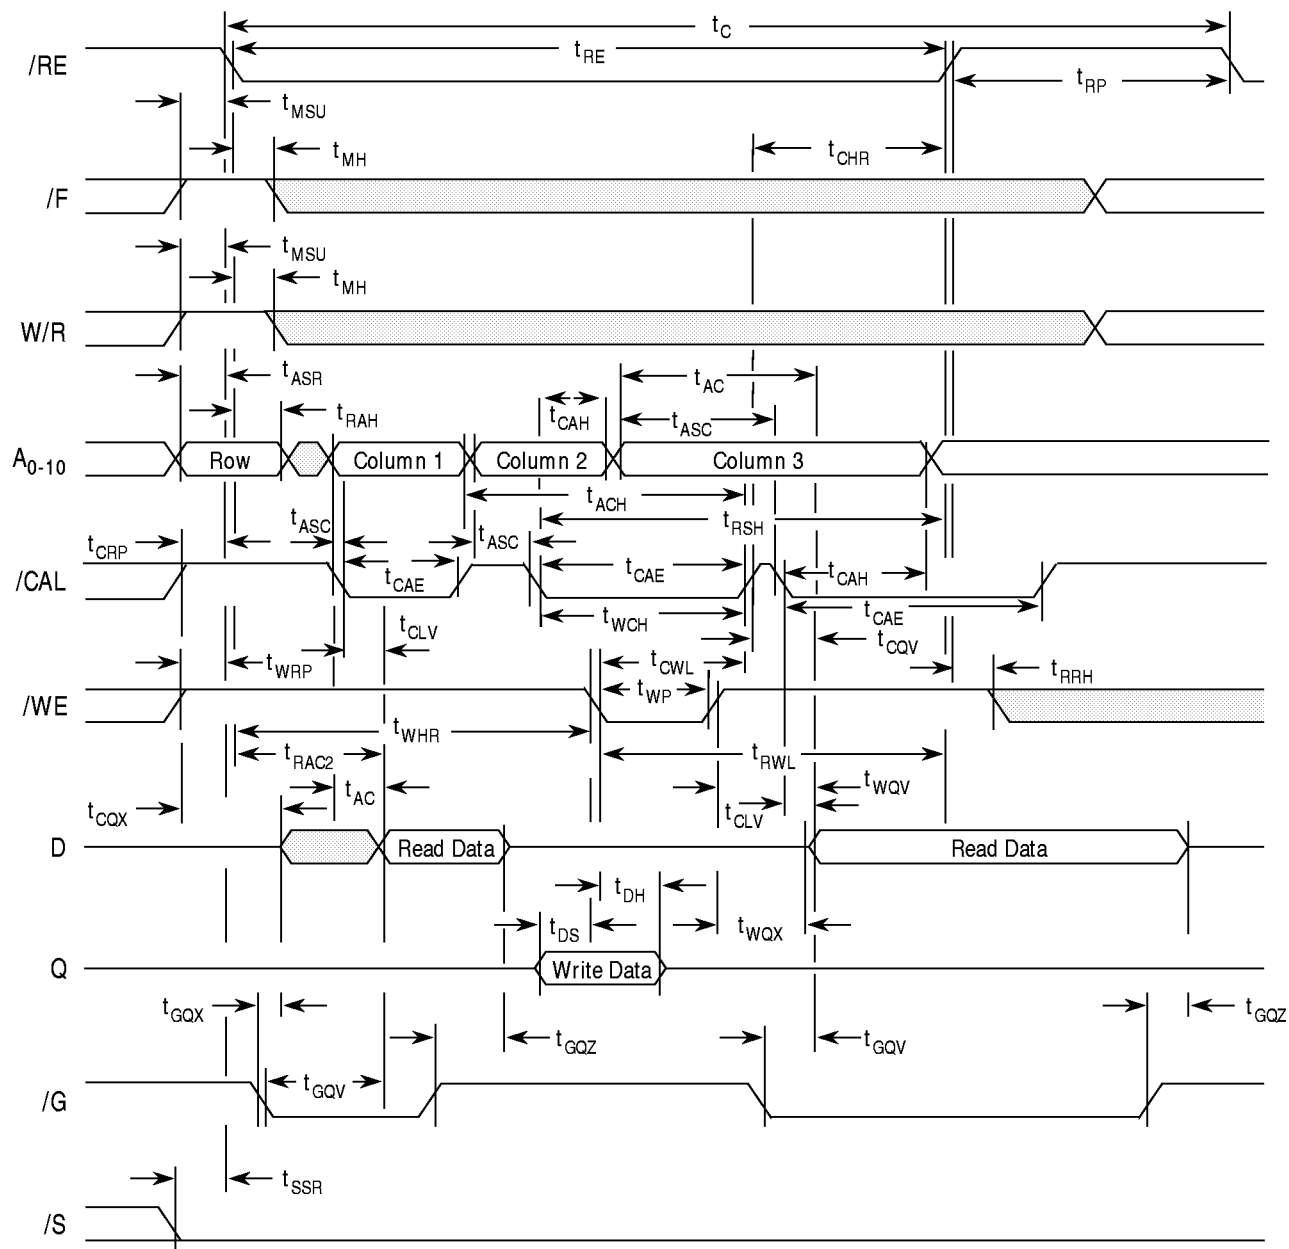 t_C
/RE
t_RE
t_RP
t_MSU
t_MH
t_CHR
/F
t_MSU
t_MH
W/R
t_ASR
t_AC
t_RAH
t_CAH
t_ASC
A_0-10
Row
Column 1
Column 2
Column 3
t_ACH
t_ASC
t_RSH
t_CRP
t_ASC
/CAL
t_CAE
t_CAE
t_CAH
t_CAE
t_CLV
t_WCH
t_CQV
t_WRP
t_CWL
t_RRH
/WE
t_WP
t_WHR
t_RAC2
t_RWL
t_AC
t_WQV
t_CQX
t_CLV
D
Read Data
Read Data
t_DH
t_DS
t_WQX
Q
Write Data
t_GQX
t_GQZ
t_GQZ
t_GQV
/G
t_GQV
t_SSR
/S